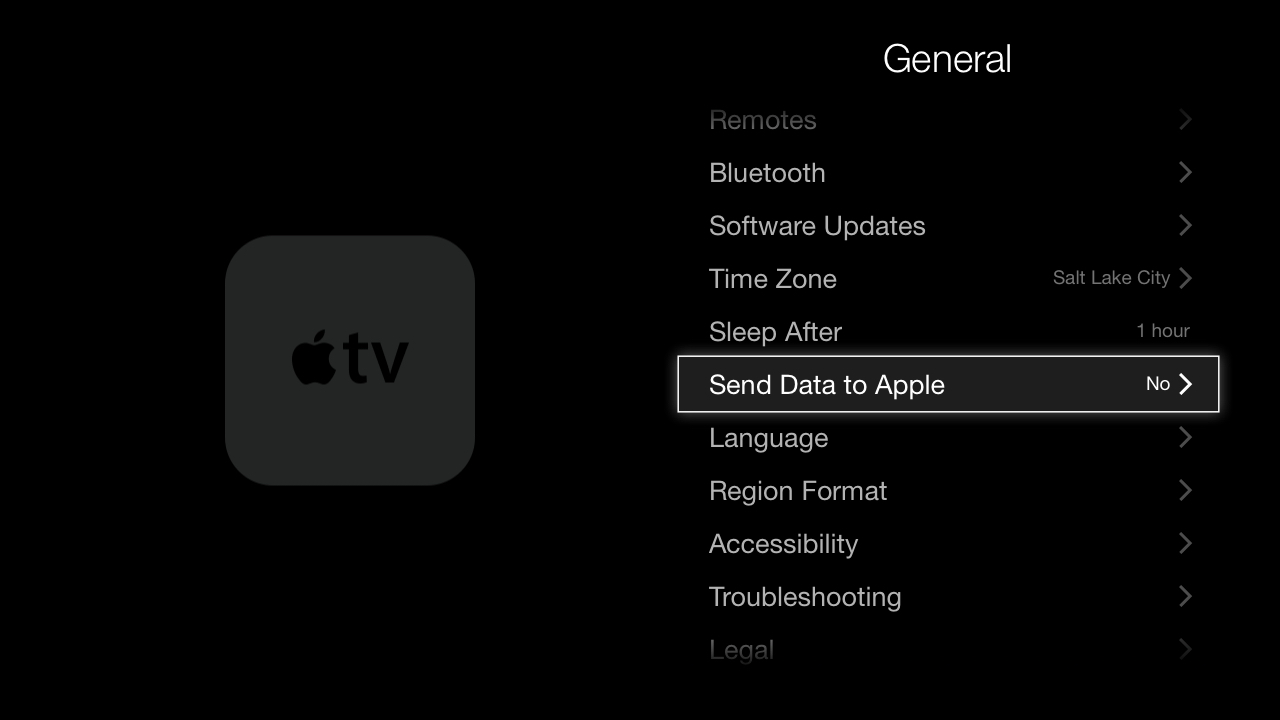 General
Remotes
Bluetooth
Software Updates
Time Zone Salt Lake City
Sleep After 1 hour
Send Data to Apple No
Language
Region Format
Accessibility
Troubleshooting
Legal
tv